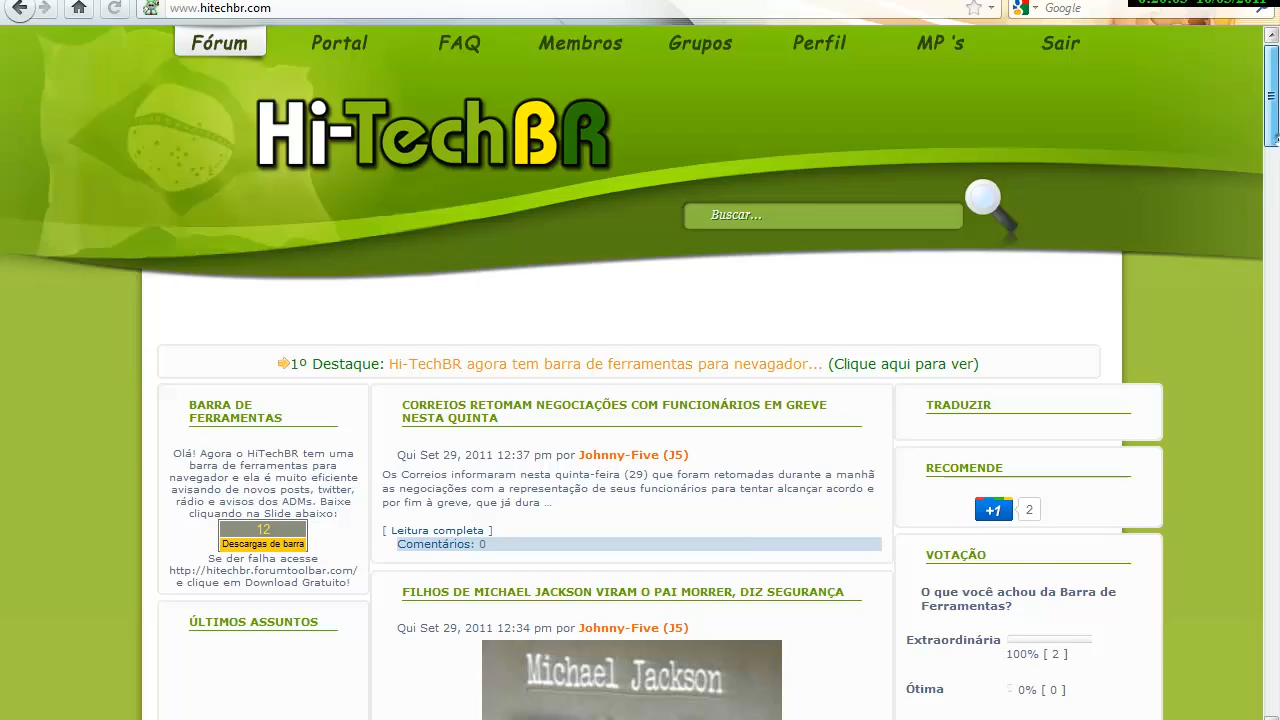 www.hitechbr.com
Google
Fórum Portal FAQ Membros Grupos Perfil MP 's Sair
Hi-TechBR
Buscar...
1º Destaque: Hi-TechBR agora tem barra de ferramentas para nevagador... (Clique aqui para ver)
BARRA DE
FERRAMENTAS
Olá! Agora o HiTechBR tem uma
barra de ferramentas para
navegador e ela é muito eficiente
avisando de novos posts, twitter,
rádio e avisos dos ADMs. Baixe
clicando na Slide abaixo:
12
Descargas de barra
Se der falha acesse
http://hitechbr.forumtoolbar.com/
e clique em Download Gratuito!
ÚLTIMOS ASSUNTOS
CORREIOS RETOMAM NEGOCIAÇÕES COM FUNCIONÁRIOS EM GREVE
NESTA QUINTA
Qui Set 29, 2011 12:37 pm por Johnny-Five (J5)
Os Correios informaram nesta quinta-feira (29) que foram retomadas durante a manhã
as negociações com a representação de seus funcionários para tentar alcançar acordo e
por fim à greve, que já dura ...
[ Leitura completa ]
Comentários: 0
FILHOS DE MICHAEL JACKSON VIRAM O PAI MORRER, DIZ SEGURANÇA
Qui Set 29, 2011 12:34 pm por Johnny-Five (J5)
Michael Jackson
TRADUZIR
RECOMENDE
+1 2
VOTAÇÃO
O que você achou da Barra de
Ferramentas?
Extraordinária
100% [ 2 ]
Ótima 0% [ 0 ]